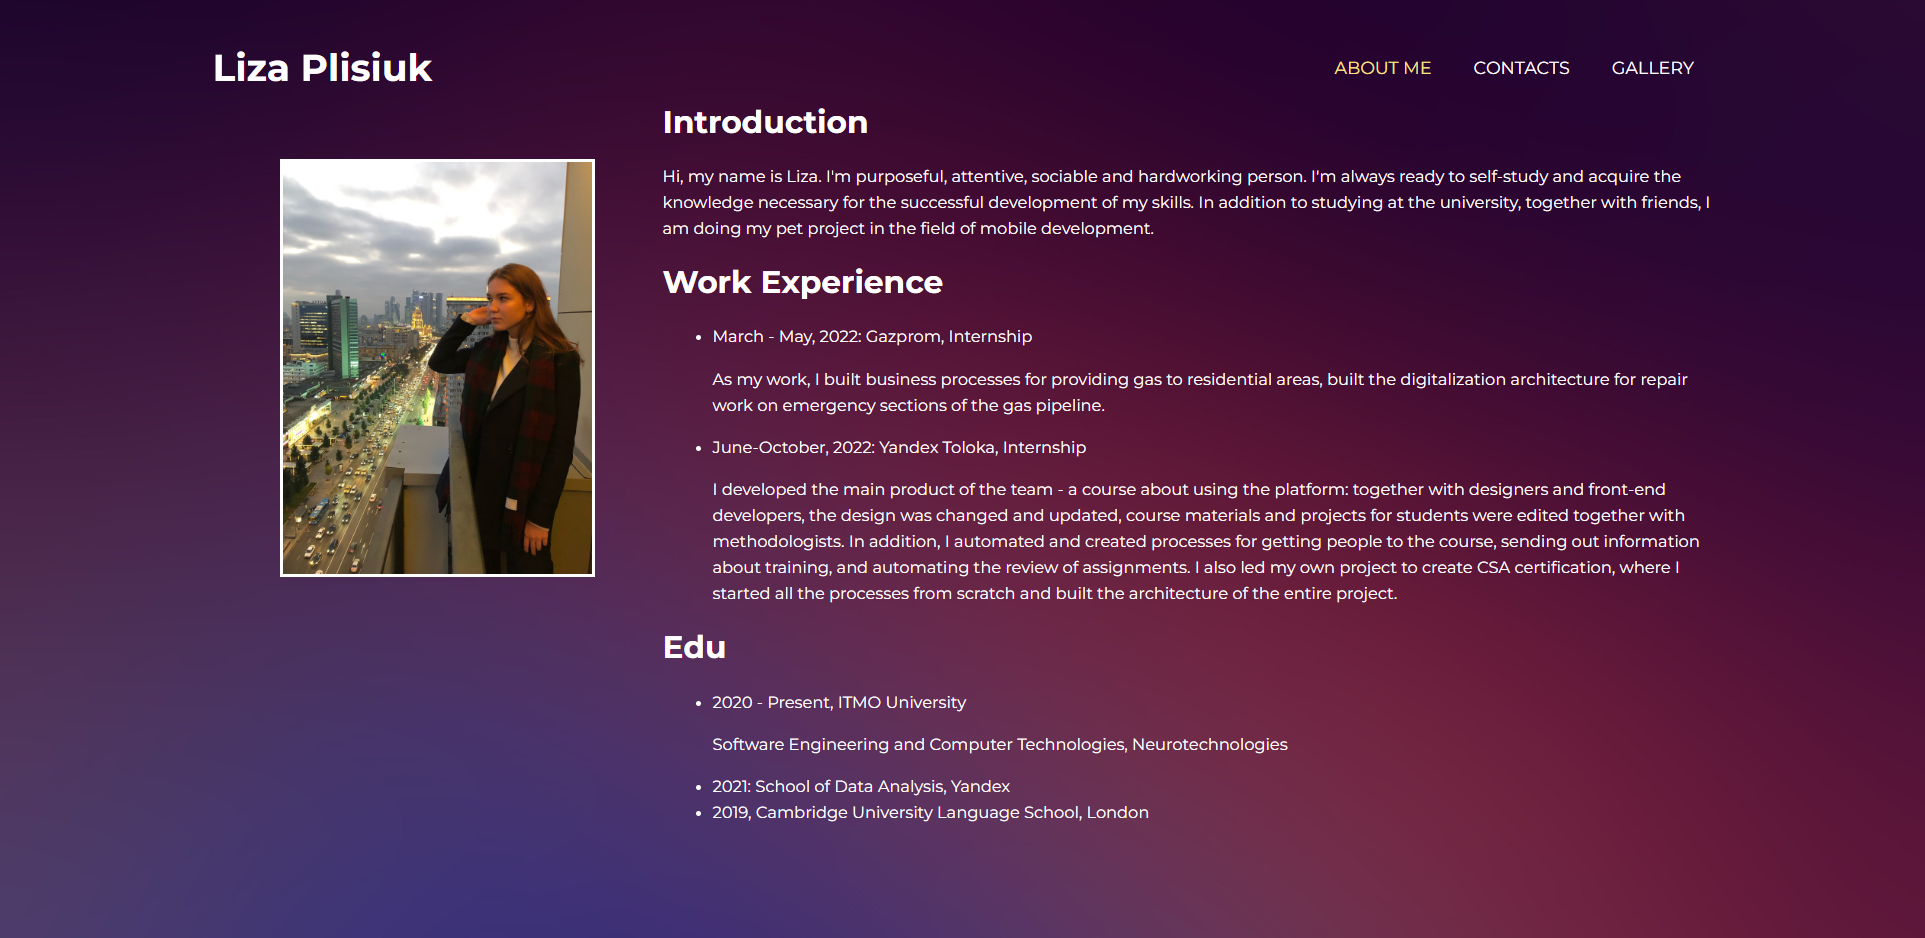 Liza Plisiuk
ABOUT ME
CONTACTS
GALLERY
Introduction
Hi, my name is Liza. I'm purposeful, attentive, sociable and hardworking person. I'm always ready to self-study and acquire the
knowledge necessary for the successful development of my skills. In addition to studying at the university, together with friends, I
am doing my pet project in the field of mobile development.
Work Experience
• March - May, 2022: Gazprom, Internship
As my work, I built business processes for providing gas to residential areas, built the digitalization architecture for repair
work on emergency sections of the gas pipeline.
• June-October, 2022: Yandex Toloka, Internship
I developed the main product of the team - a course about using the platform: together with designers and front-end
developers, the design was changed and updated, course materials and projects for students were edited together with
methodologists. In addition, I automated and created processes for getting people to the course, sending out information
about training, and automating the review of assignments. I also led my own project to create CSA certification, where I
started all the processes from scratch and built the architecture of the entire project.
Edu
• 2020 - Present, ITMO University
Software Engineering and Computer Technologies, Neurotechnologies
• 2021: School of Data Analysis, Yandex
• 2019, Cambridge University Language School, London